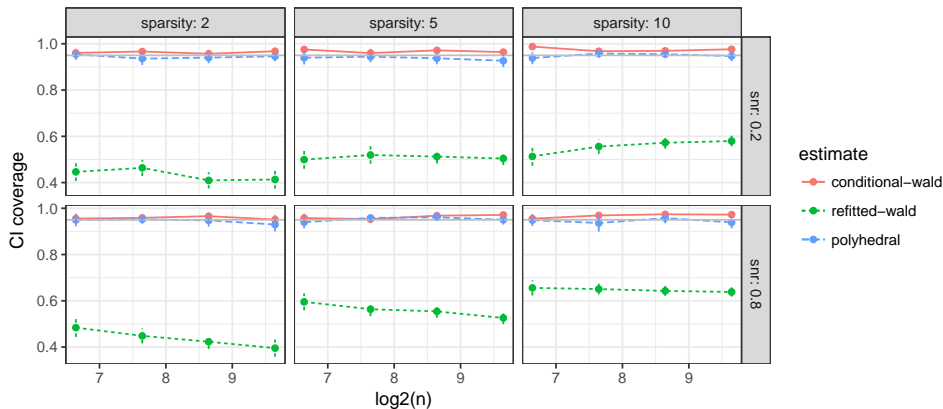 sparsity: 2
sparsity: 5
sparsity: 10
1.0
0.8
0.6
0.4
snr: 0.2
1.0
0.8
0.6
0.4
snr: 0.8
CI coverage
7
8
9
7
8
9
7
8
9
log2(n)
estimate
conditional-wald
refitted-wald
polyhedral